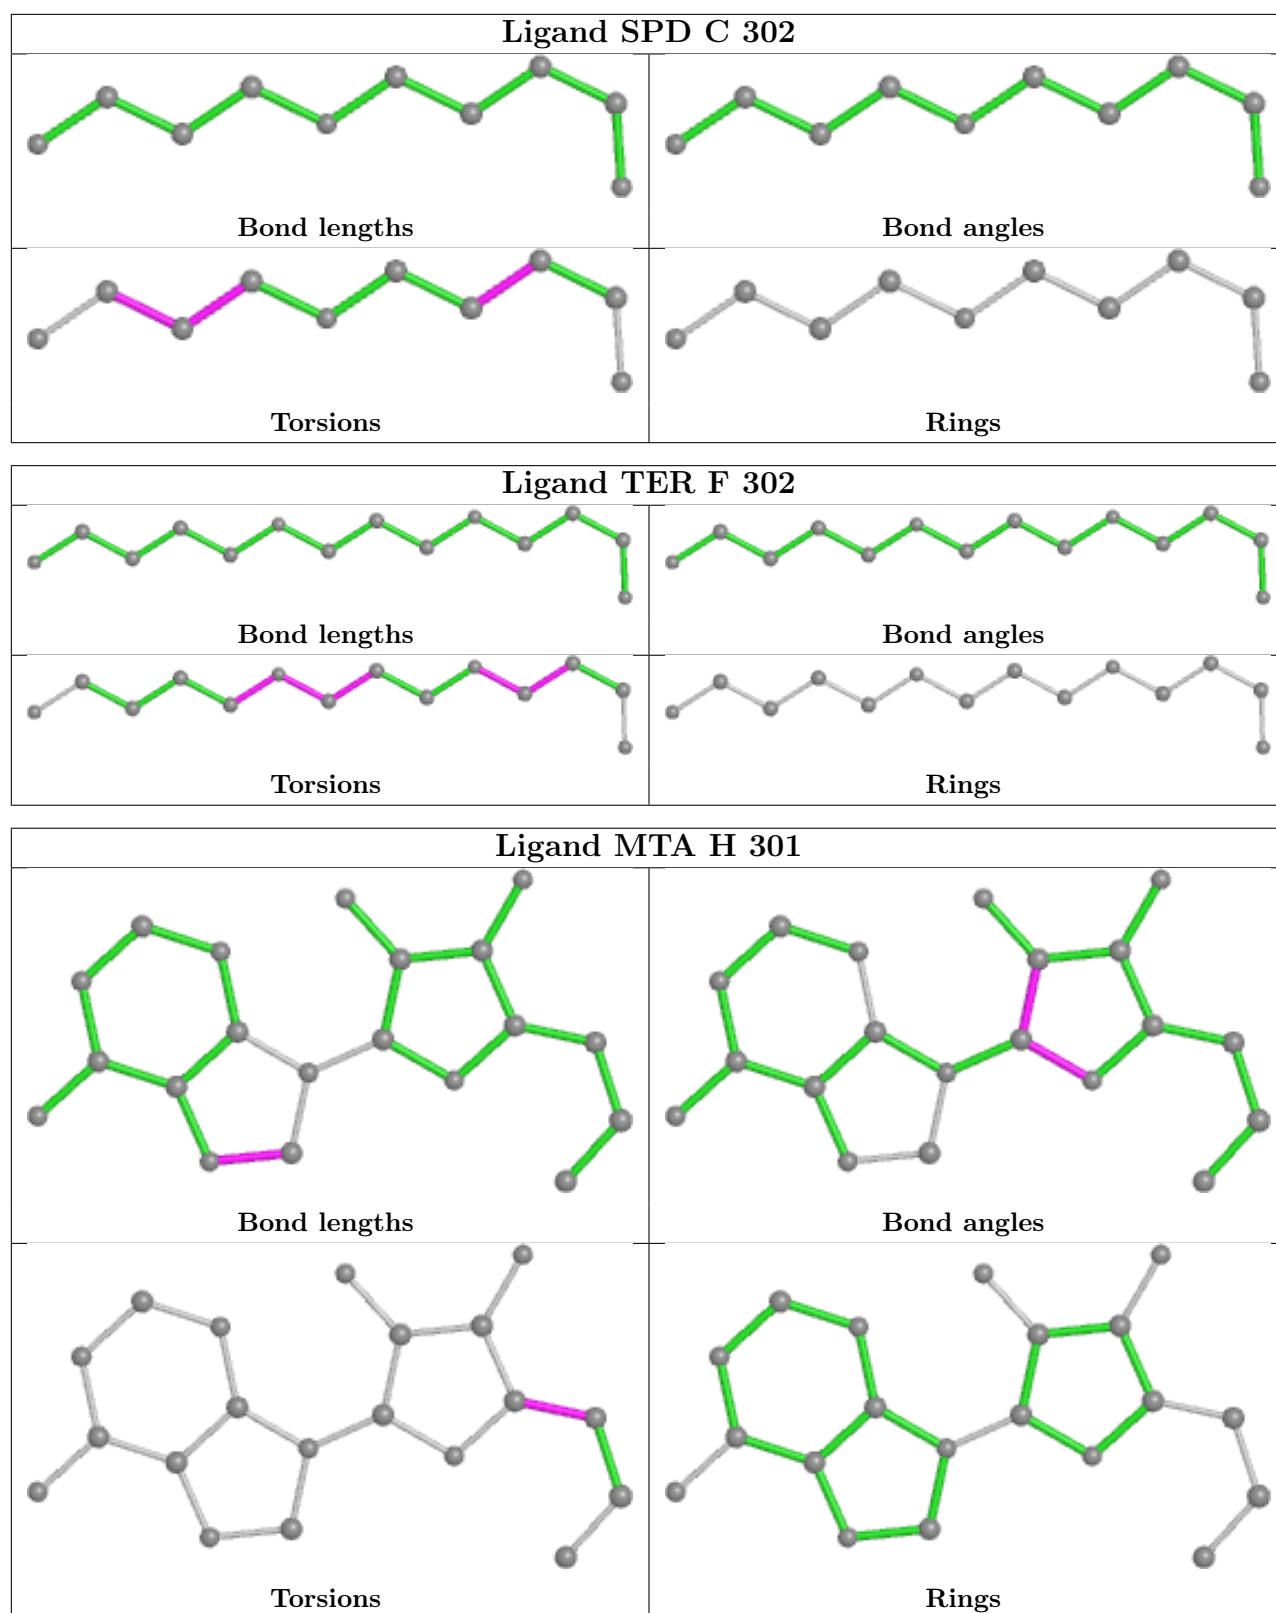 Ligand SPD C 302
Bond lengths
Bond angles
Torsions
Rings
Ligand TER F 302
Bond lengths
Bond angles
Torsions
Rings
Ligand MTA H 301
Bond lengths
Bond angles
Torsions
Rings